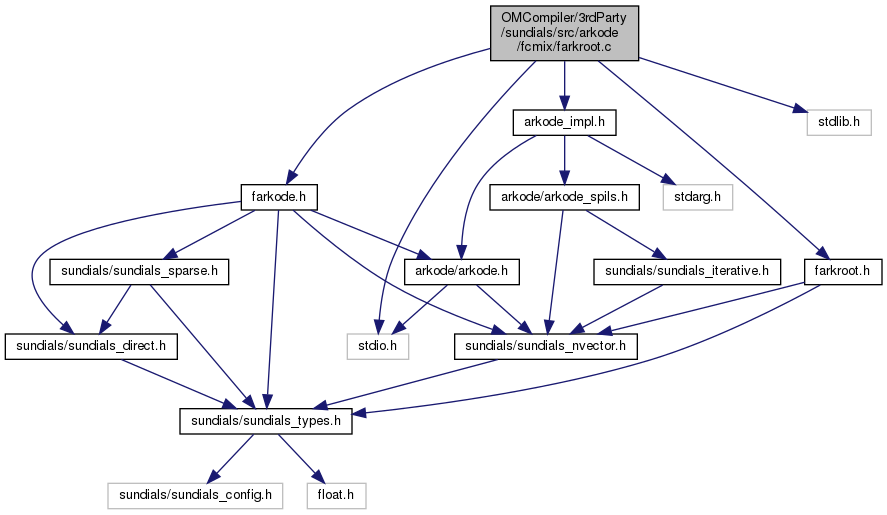 OMCompiler/3rdParty
/sundials/src/arkode
/fcmix/farkroot.c
arkode_impl.h
stdlib.h
farkode.h
arkode/arkode_spils.h
stdarg.h
sundials/sundials_sparse.h
arkode/arkode.h
sundials/sundials_iterative.h
farkroot.h
sundials/sundials_direct.h
stdio.h
sundials/sundials_nvector.h
sundials/sundials_types.h
sundials/sundials_config.h
float.h